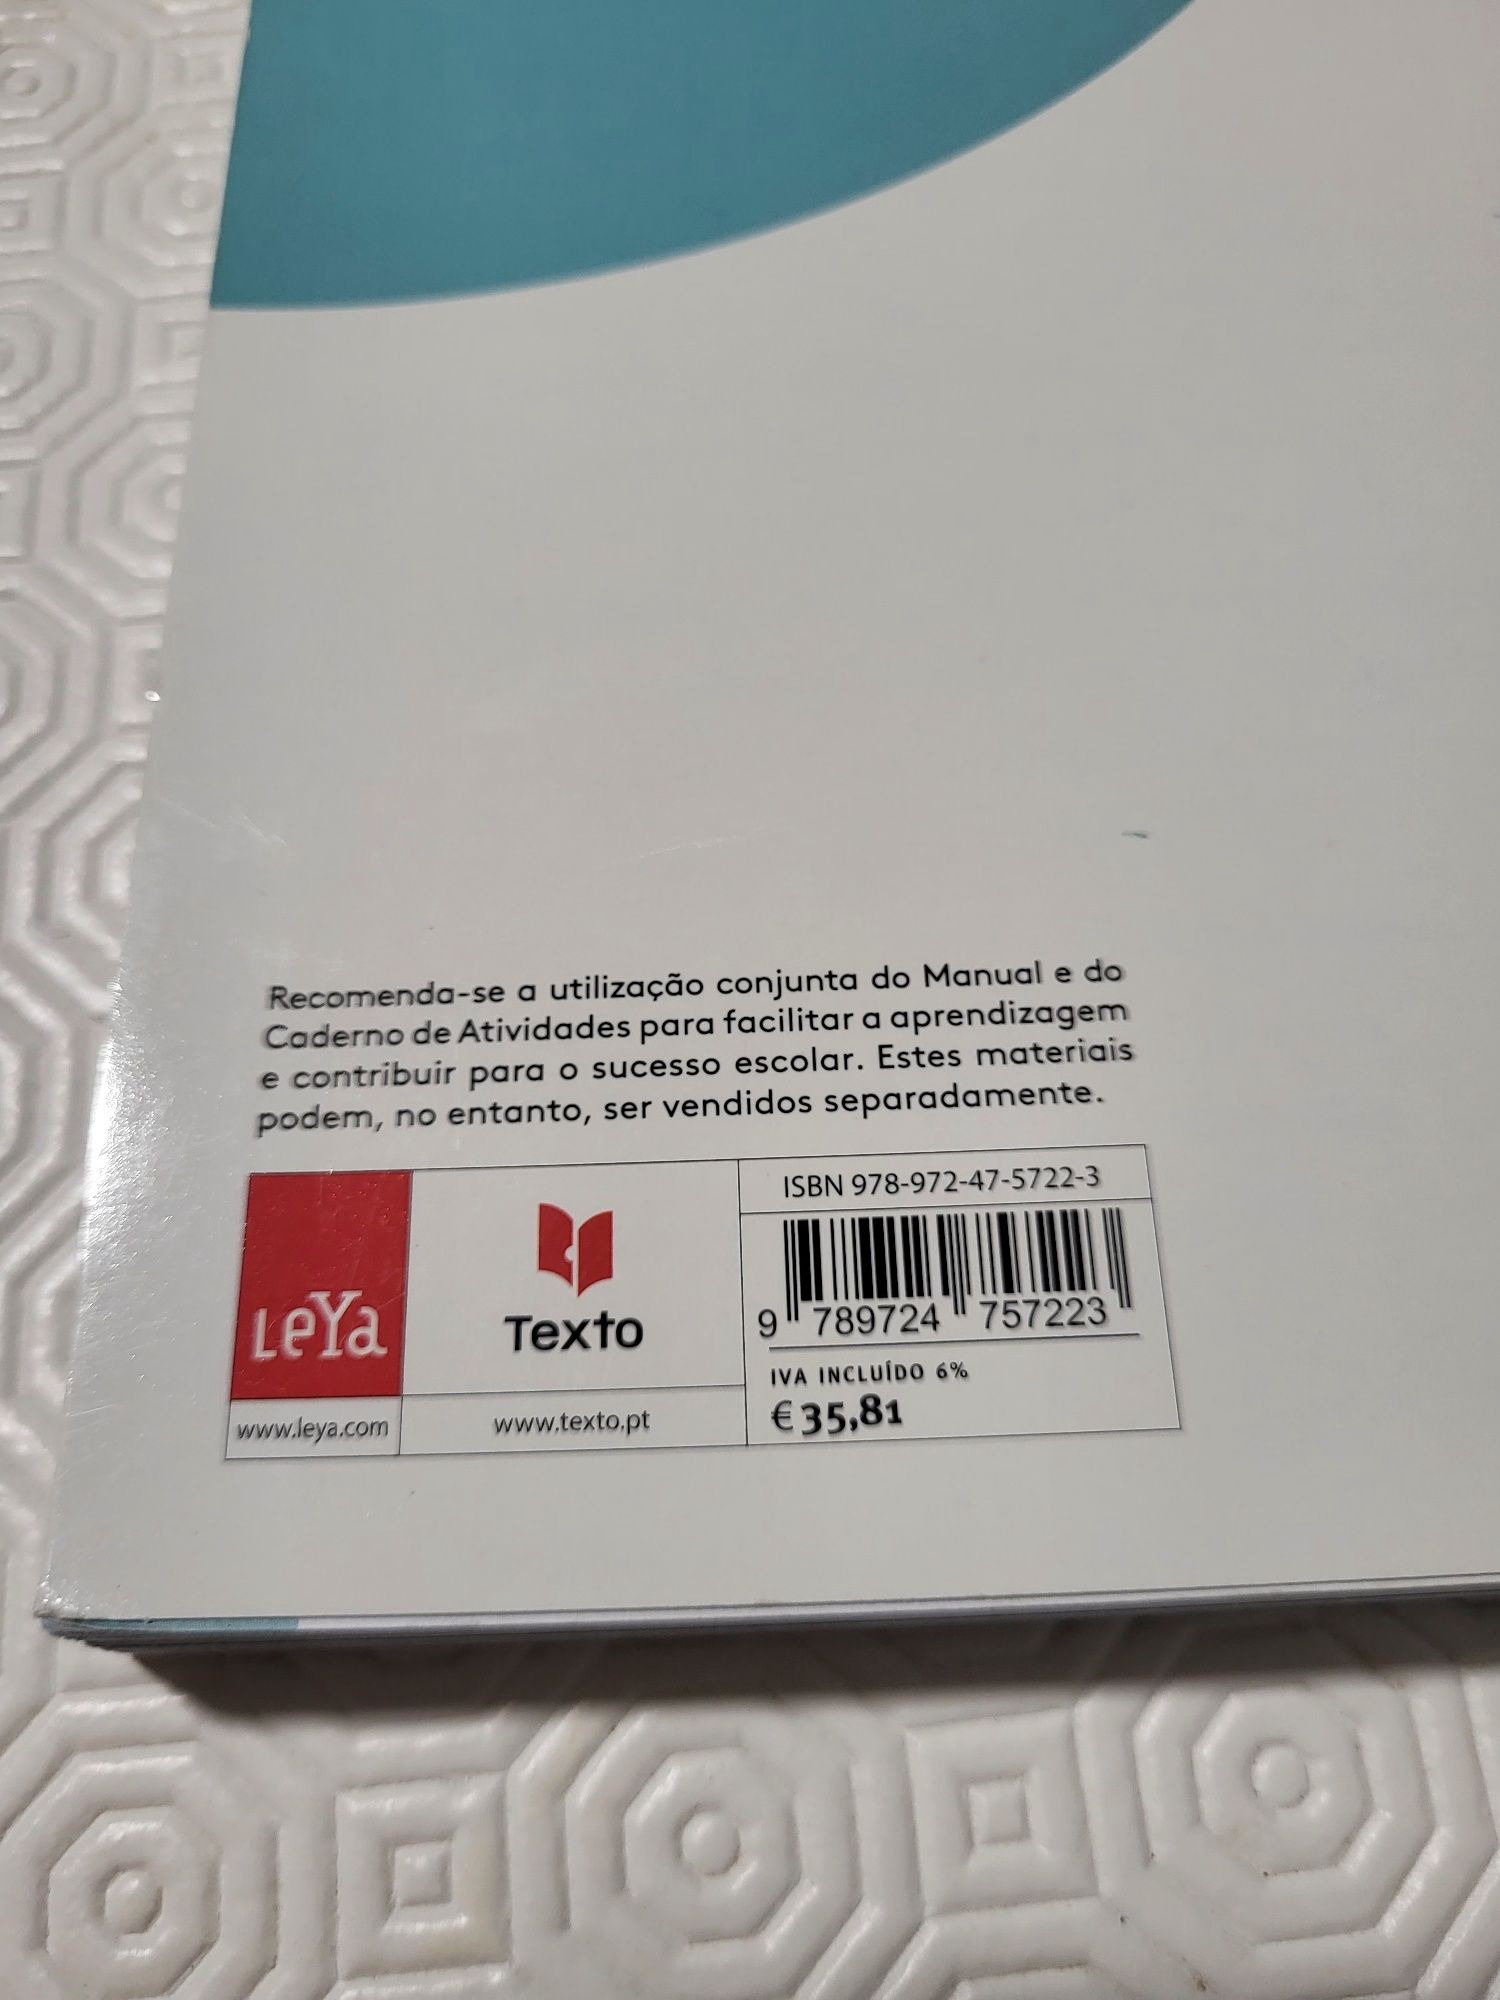 Recomenda-se a utilização conjunta do Manual e do
Caderno de Atividades para facilitar a aprendizagem
e contribuir para o sucesso escolar. Estes materiais
podem, no entanto, ser vendidos separadamente.
LeYa
www.leya.com
Texto
www.texto.pt
ISBN 978-972-47-5722-3
9 789724 757223
IVA INCLUÍDO 6%
€ 35,81